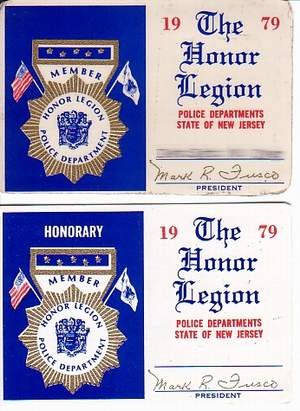 MEMBER
HONOR LEGION
POLICE DEPARTMENT
19 79
The
Honor
Legion
POLICE DEPARTMENTS
STATE OF NEW JERSEY
Mark R. Fusco
PRESIDENT
HONORARY
MEMBER
HONOR LEGION
POLICE DEPARTMENT
19 79
The
Honor
Legion
POLICE DEPARTMENTS
STATE OF NEW JERSEY
Mark R. Fusco
PRESIDENT